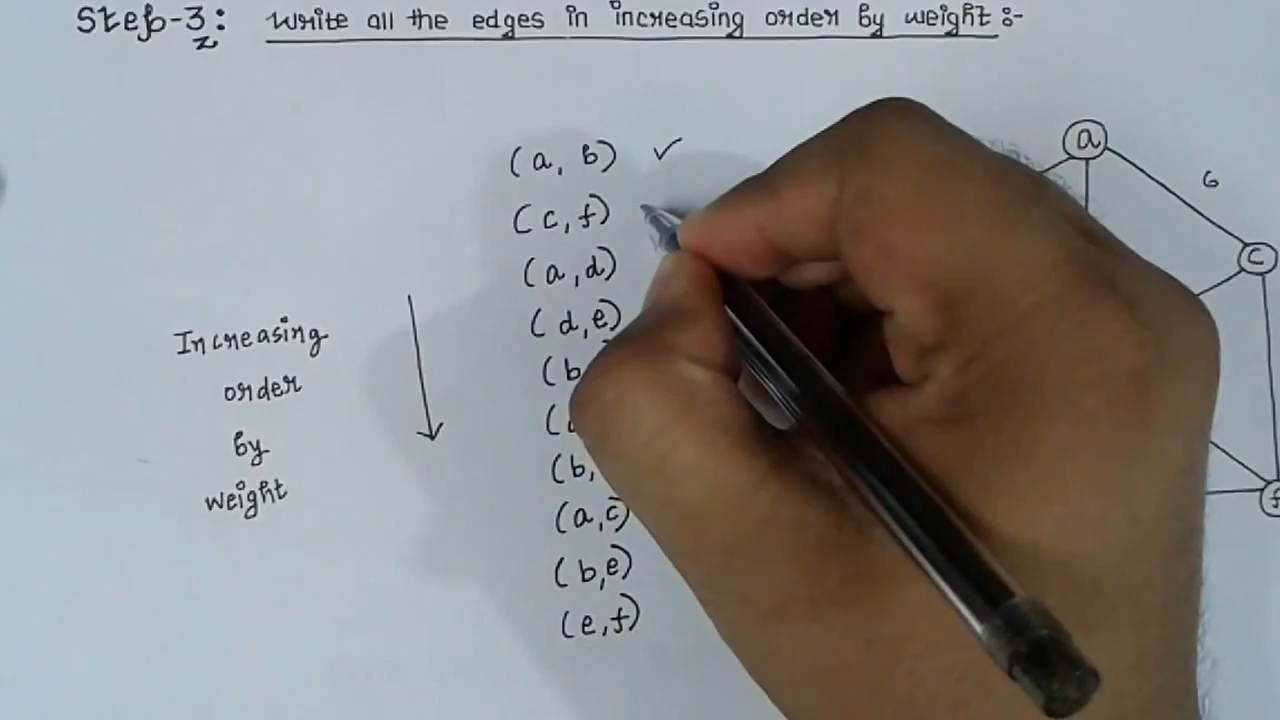 Step-3:
Write all the edges in increasing order by weight :-
(a, b) ✓
(c, f)
(a, d)
(d, e)
(b,
(b,
(a, c)
(b, e)
(e, f)
Increasing
order
by
weight
a
6
c
f